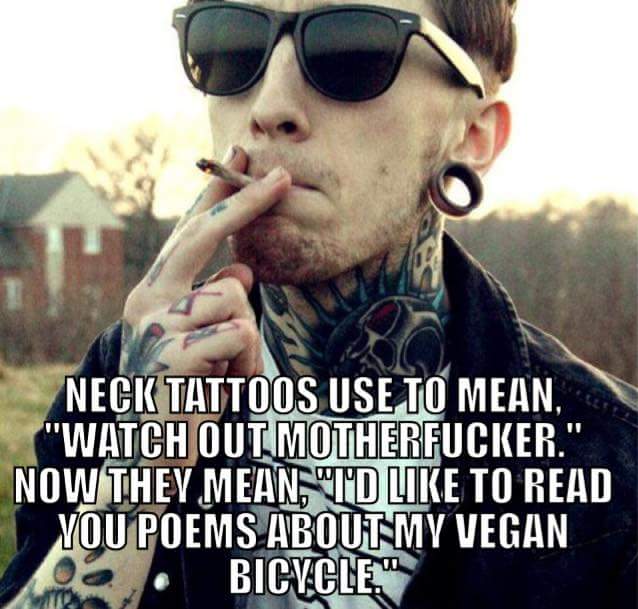 NECK TATTOOS USE TO MEAN,
"WATCH OUT MOTHERFUCKER."
NOW THEY MEAN, "I'D LIKE TO READ
YOU POEMS ABOUT MY VEGAN
BICYCLE."